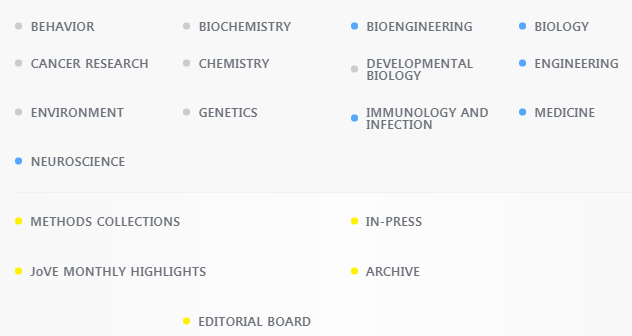 BEHAVIOR
BIOCHEMISTRY
BIOENGINEERING
BIOLOGY
CANCER RESEARCH
CHEMISTRY
DEVELOPMENTAL
BIOLOGY
ENGINEERING
ENVIRONMENT
GENETICS
IMMUNOLOGY AND
INFECTION
MEDICINE
NEUROSCIENCE
METHODS COLLECTIONS
IN-PRESS
JoVE MONTHLY HIGHLIGHTS
ARCHIVE
EDITORIAL BOARD